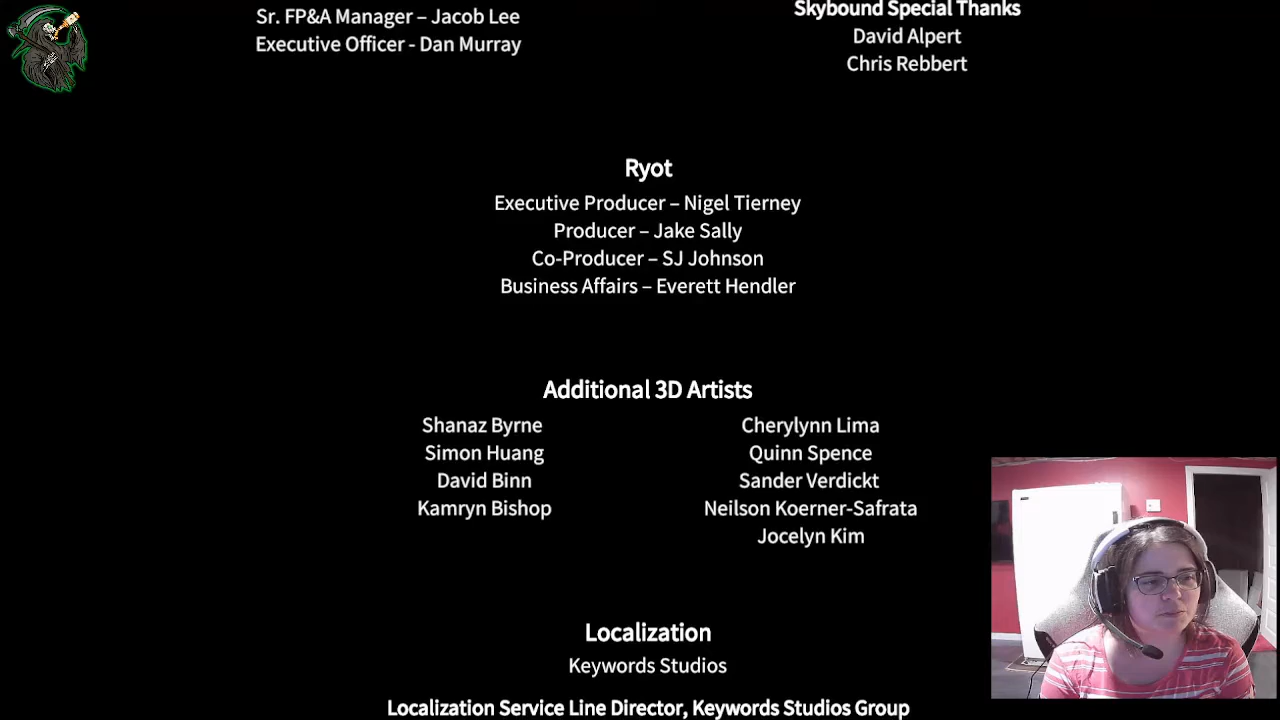 Sr. FP&A Manager – Jacob Lee
Executive Officer - Dan Murray
Skybound Special Thanks
David Alpert
Chris Rebbert
Ryot
Executive Producer – Nigel Tierney
Producer – Jake Sally
Co-Producer – SJ Johnson
Business Affairs – Everett Hendler
Additional 3D Artists
Shanaz Byrne
Simon Huang
David Binn
Kamryn Bishop
Cherylynn Lima
Quinn Spence
Sander Verdickt
Neilson Koerner-Safrata
Jocelyn Kim
Localization
Keywords Studios
Localization Service Line Director, Keywords Studios Group